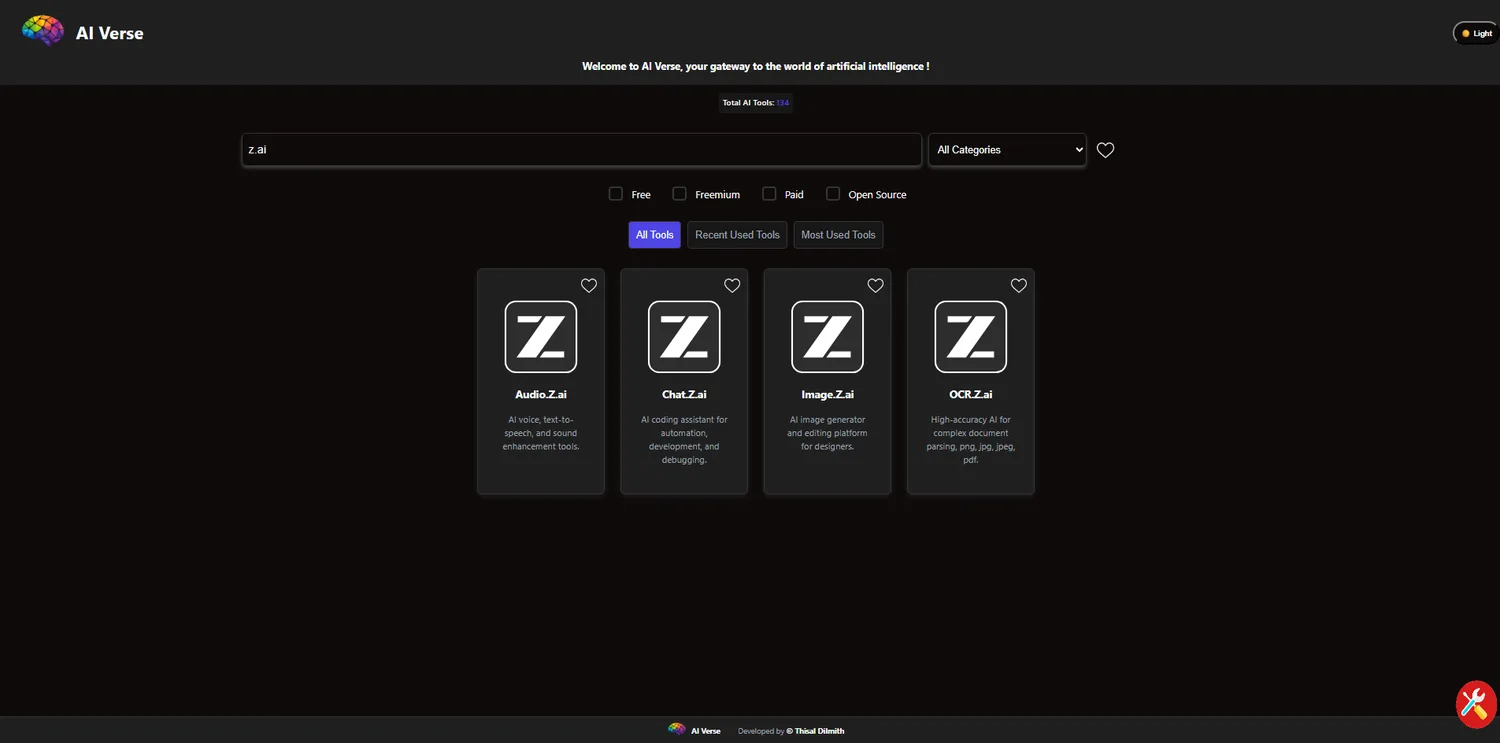 AI Verse
Light
Welcome to AI Verse, your gateway to the world of artificial intelligence !
Total AI Tools: 134
z.ai
All Categories
Free
Freemium
Paid
Open Source
All Tools
Recent Used Tools
Most Used Tools
Z
Audio.Z.ai
AI voice, text-to-
speech, and sound
enhancement tools.
Z
Chat.Z.ai
AI coding assistant for
automation,
development, and
debugging.
Z
Image.Z.ai
AI image generator
and editing platform
for designers.
Z
OCR.Z.ai
High-accuracy AI for
complex document
parsing, png, jpg, jpeg,
pdf.
AI Verse
Developed by © Thisal Dilmith